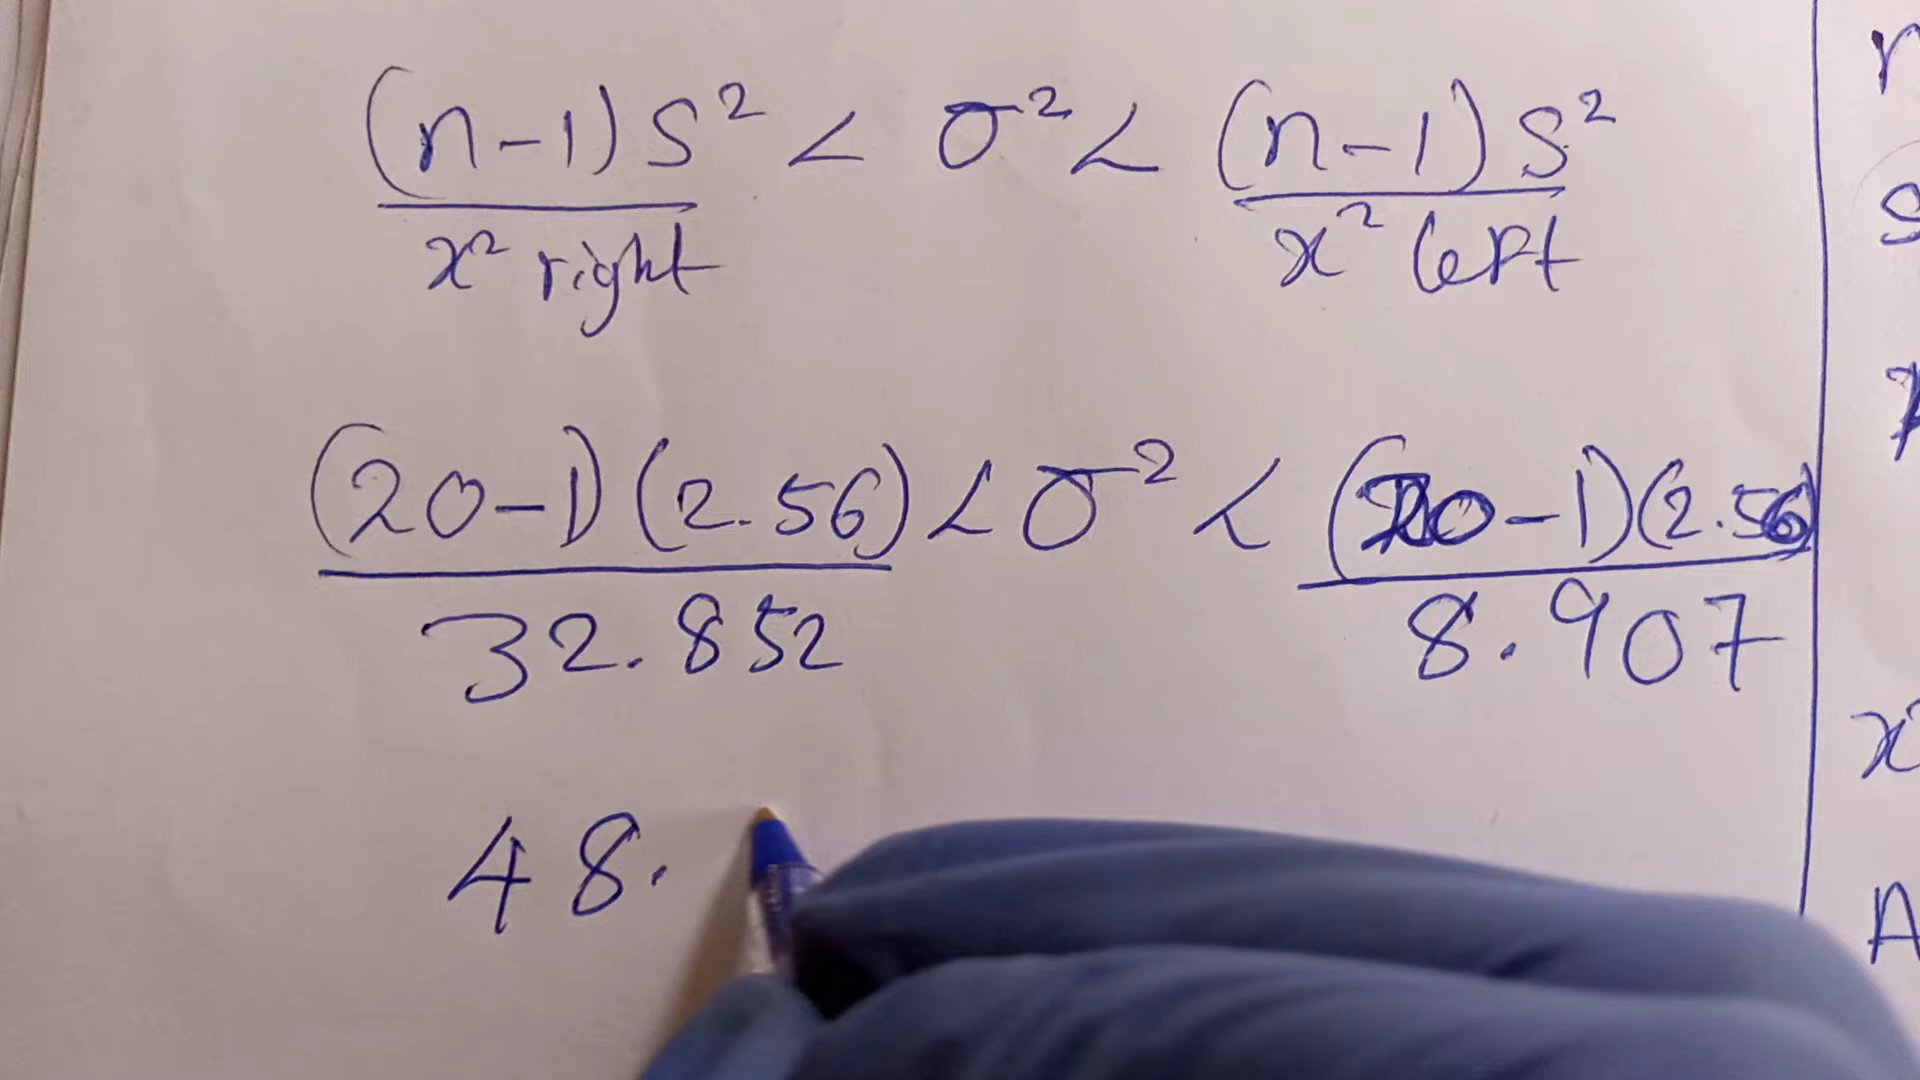 (n-1)S² < σ² < (n-1)S²
x² right x² left
(20-1)(2.56) < σ² < (20-1)(2.56)
32.852 8.907
48.
n
S
x²
A